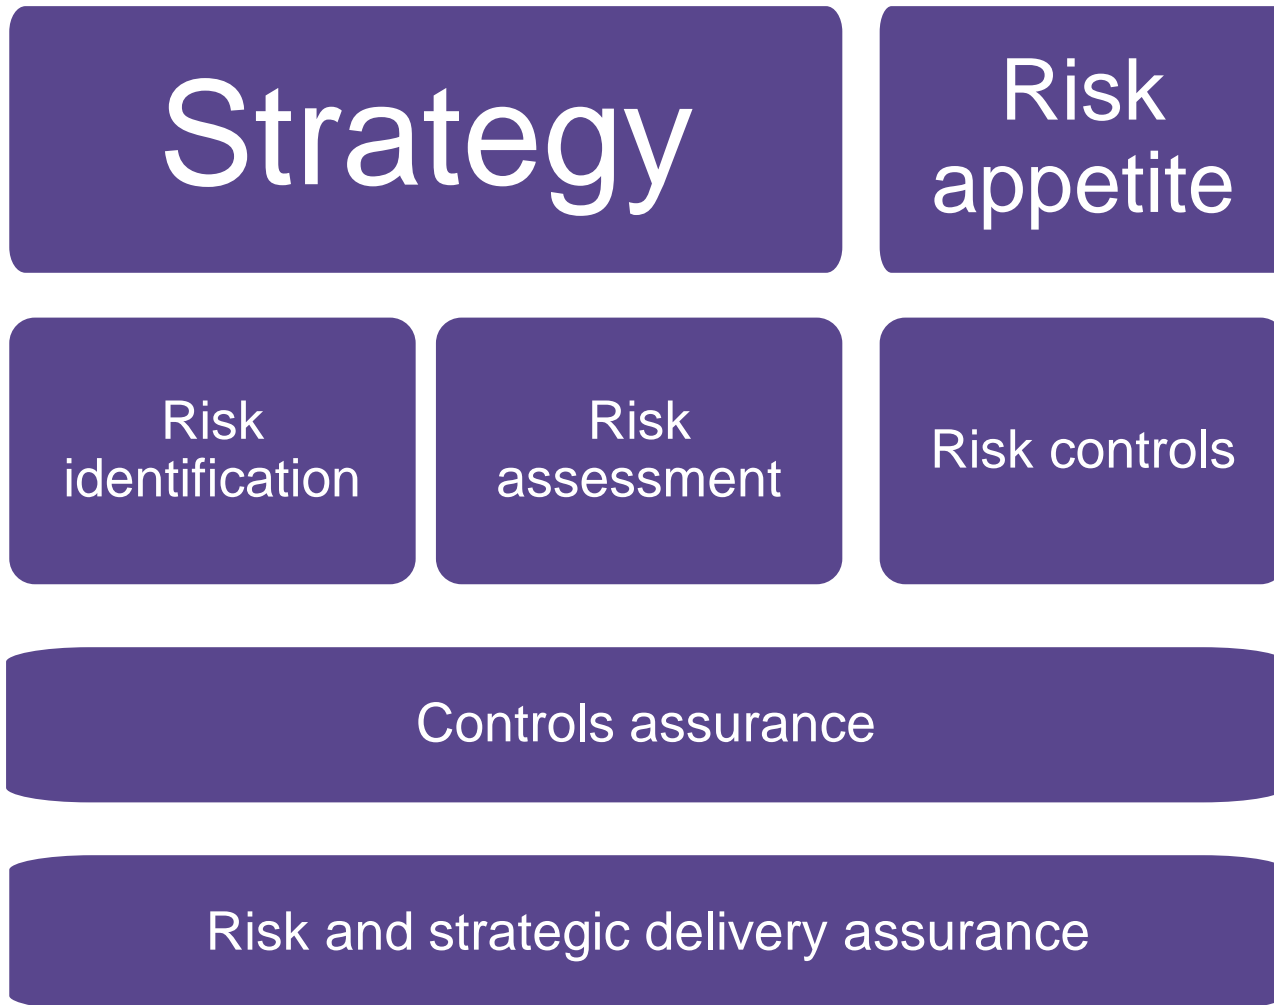 Strategy
Risk
appetite
Risk
identification
Risk
assessment
Risk controls
Controls assurance
Risk and strategic delivery assurance